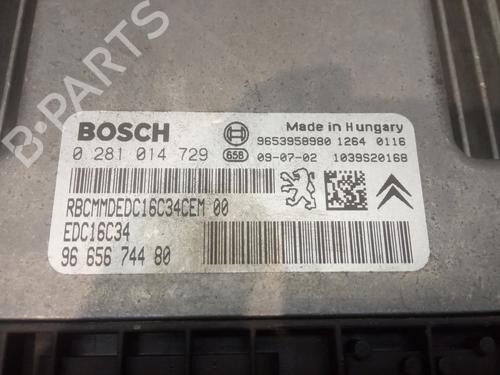 B-PARTS
BOSCH
Made in Hungary
9653958980 1264 0116
0 281 014 729
658
09-07-02 1039S20168
RBCMMDEDC16C34CEM 00
EDC16C34
96 656 744 80